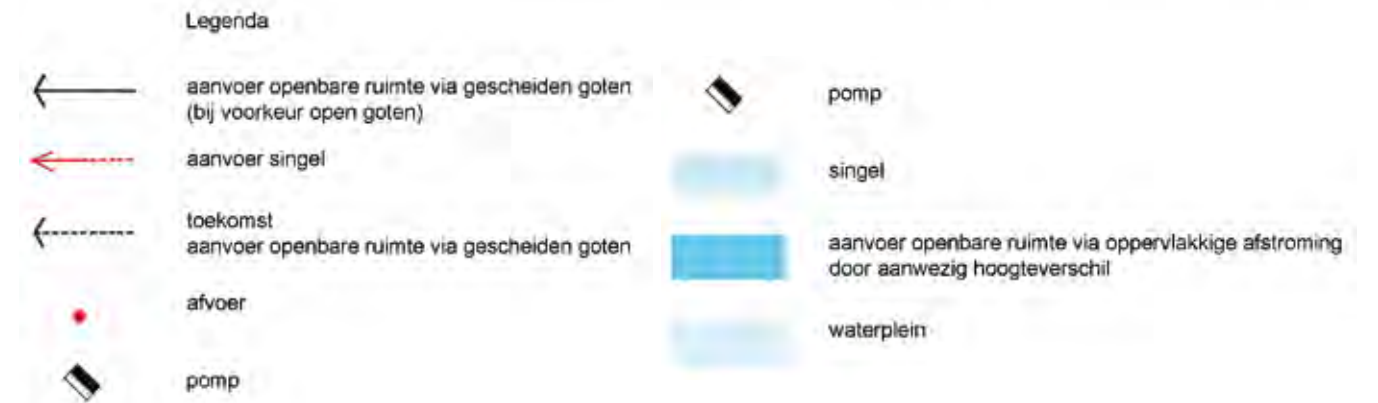 Legenda
aanvoer openbare ruimte via gescheiden goten
(bij voorkeur open goten)
aanvoer singel
toekomst
aanvoer openbare ruimte via gescheiden goten
afvoer
pomp
pomp
singel
aanvoer openbare ruimte via oppervlakkige afstroming
door aanwezig hoogteverschil
waterplein